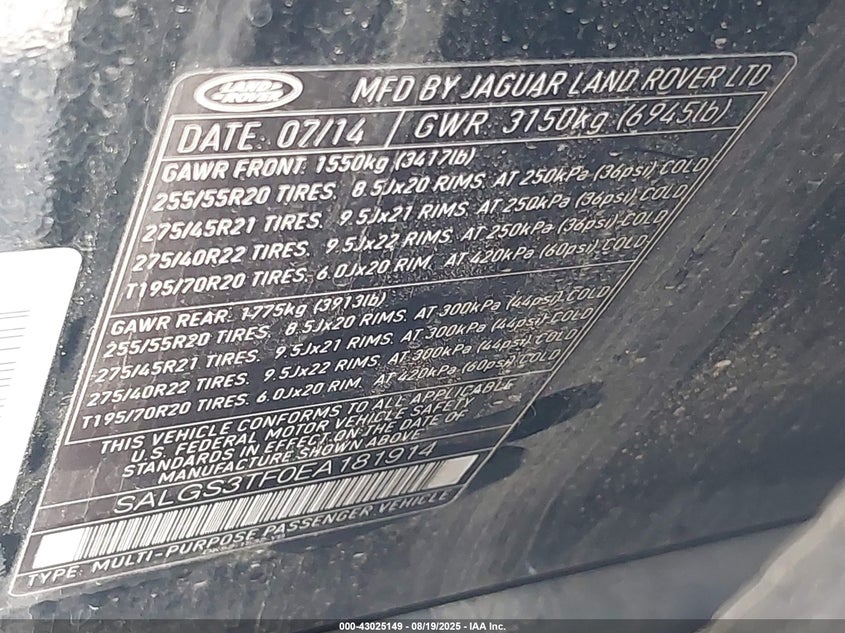 LAND ROVER
MFD BY JAGUAR LAND ROVER LTD
DATE: 07/14 GWR: 3150kg (6945lb)
GAWR FRONT: 1550kg (3417lb)
255/55R20 TIRES. 8.5Jx20 RIMS. AT 250kPa (36psi) COLD
275/45R21 TIRES. 9.5Jx21 RIMS. AT 250kPa (36psi) COLD
275/40R22 TIRES. 9.5Jx22 RIMS. AT 250kPa (36psi) COLD
T195/70R20 TIRES. 6.0Jx20 RIM. AT 420kPa (60psi) COLD
GAWR REAR: 1775kg (3913lb)
255/55R20 TIRES. 8.5Jx20 RIMS. AT 300kPa (44psi) COLD
275/45R21 TIRES. 9.5Jx21 RIMS. AT 300kPa (44psi) COLD
275/40R22 TIRES. 9.5Jx22 RIMS. AT 300kPa (44psi) COLD
T195/70R20 TIRES. 6.0Jx20 RIM. AT 420kPa (60psi) COLD
THIS VEHICLE CONFORMS TO ALL APPLICABLE
U.S. FEDERAL MOTOR VEHICLE SAFETY
STANDARDS IN EFFECT ON THE DATE OF
MANUFACTURE SHOWN ABOVE
SALGS3TF0EA181914
TYPE: MULTI-PURPOSE PASSENGER VEHICLE
000-43025149 - 08/19/2025 - IAA Inc.